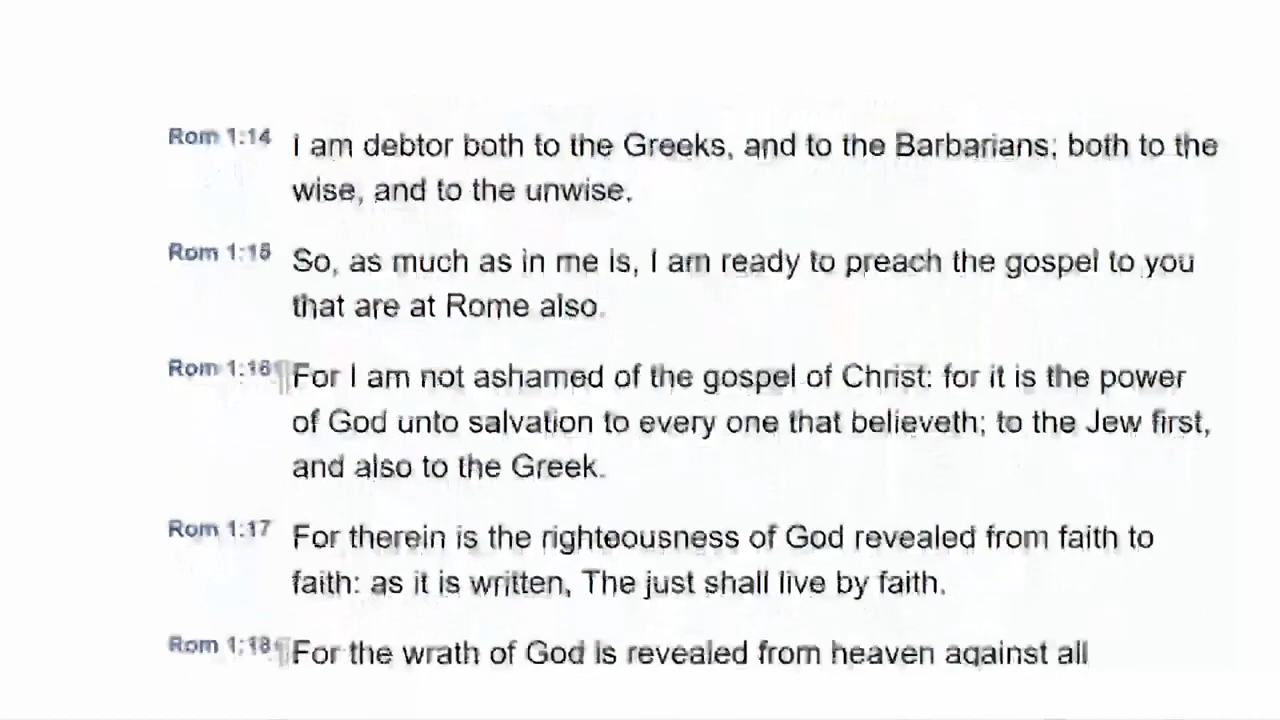 Rom 1:14 I am debtor both to the Greeks, and to the Barbarians; both to the
wise, and to the unwise.
Rom 1:15 So, as much as in me is, I am ready to preach the gospel to you
that are at Rome also.
Rom 1:16 ¶ For I am not ashamed of the gospel of Christ: for it is the power
of God unto salvation to every one that believeth; to the Jew first,
and also to the Greek.
Rom 1:17 For therein is the righteousness of God revealed from faith to
faith: as it is written, The just shall live by faith.
Rom 1:18 ¶ For the wrath of God is revealed from heaven against all